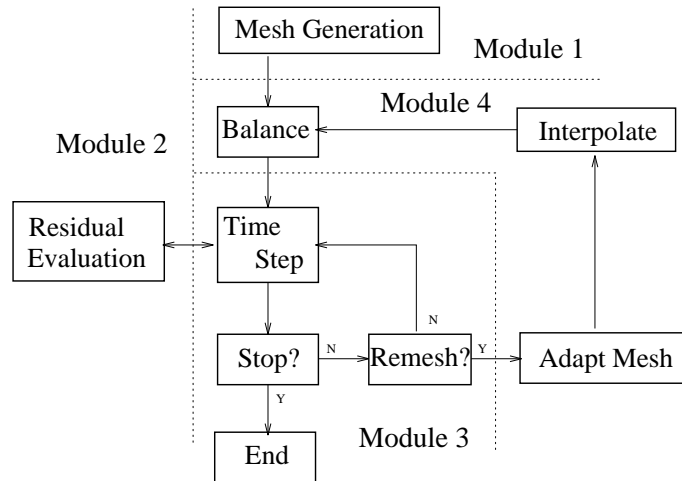 Mesh Generation
Module 1
Module 4
Balance
Interpolate
Module 2
Residual
Evaluation
Time
Step
N
Stop?
N
Remesh?
Y
Adapt Mesh
Y
Module 3
End